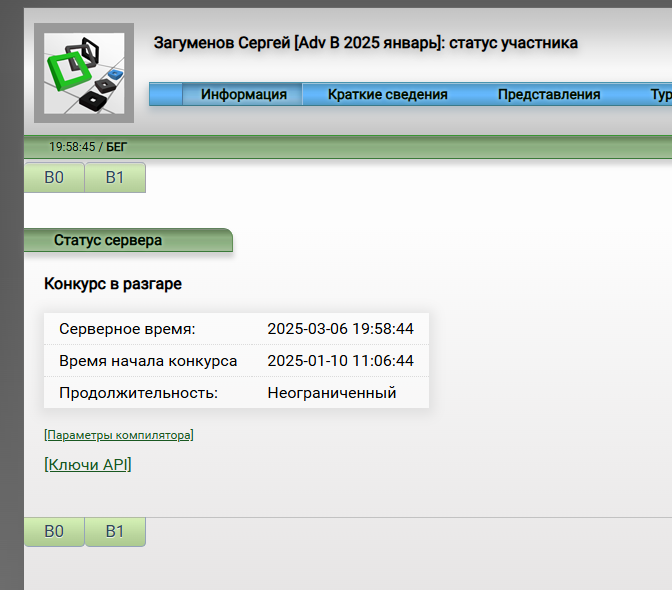 Загуменов Сергей [Adv B 2025 январь]: статус участника
Информация Краткие сведения Представления Тур
19:58:45 / БЕГ
B0 B1
Статус сервера
Конкурс в разгаре
Серверное время: 2025-03-06 19:58:44
Время начала конкурса 2025-01-10 11:06:44
Продолжительность: Неограниченный
[Параметры компилятора]
[Ключи API]
B0 B1